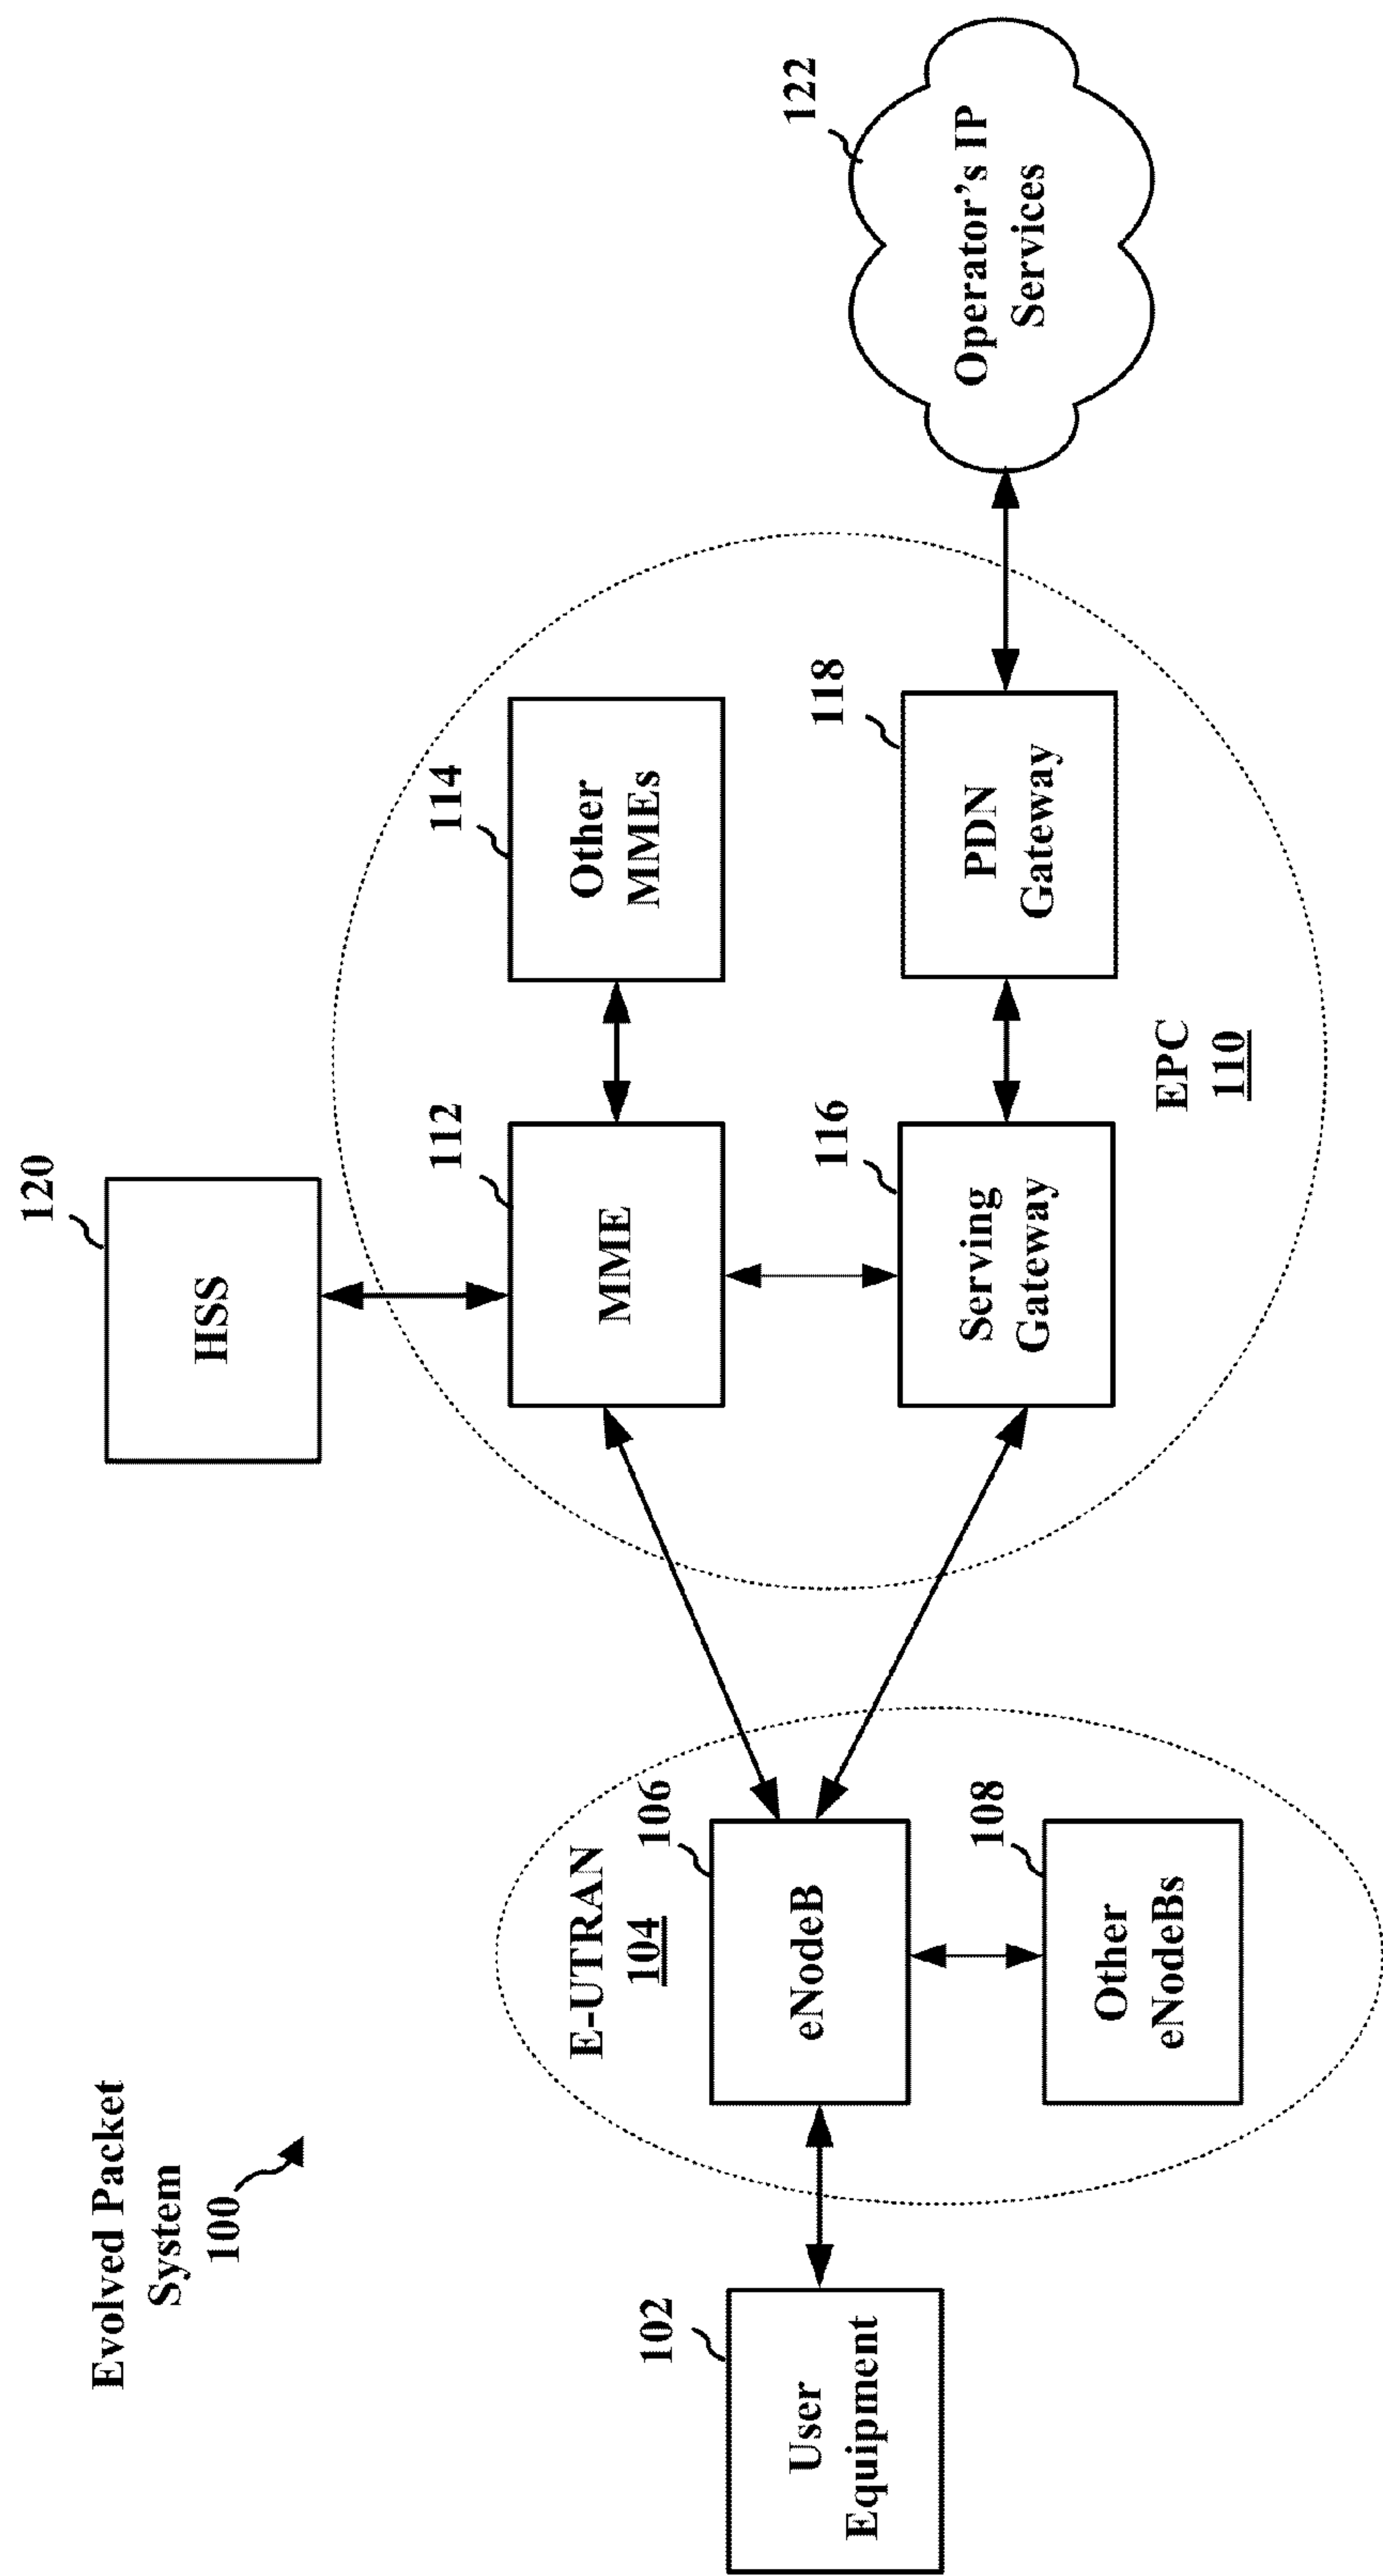 Evolved Packet
System
100
102
User
Equipment
E-UTRAN
104
106
eNodeB
108
Other
eNodeBs
120
HSS
112
MME
114
Other
MMEs
116
Serving
Gateway
118
PDN
Gateway
EPC
110
122
Operator’s IP
Services